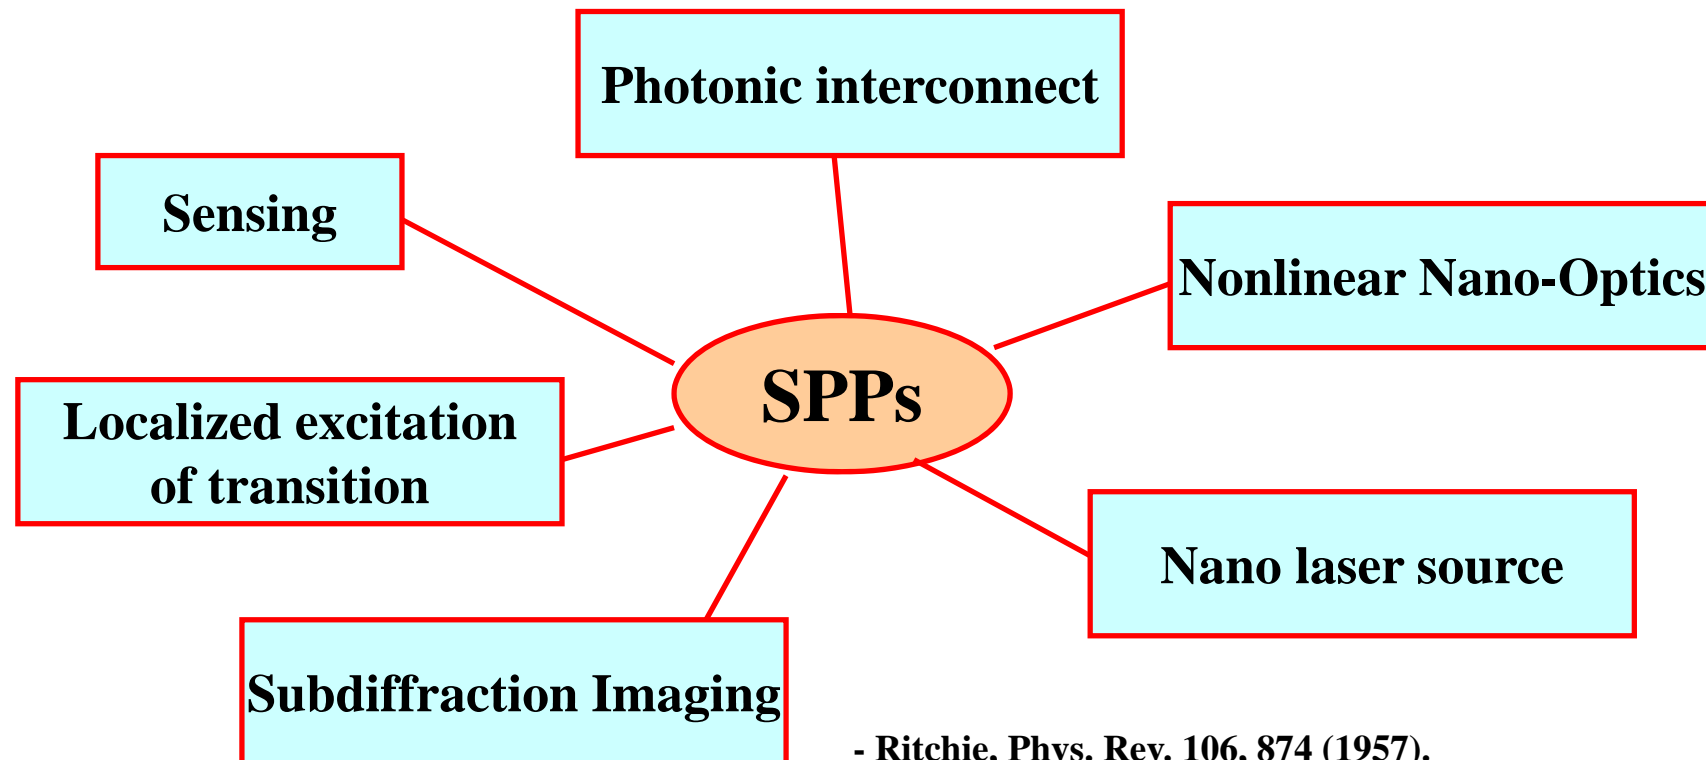 Photonic interconnect
Sensing
Nonlinear Nano-Optics
SPPs
Localized excitation
of transition
Nano laser source
Subdiffraction Imaging
- Ritchie, Phys. Rev. 106, 874 (1957).